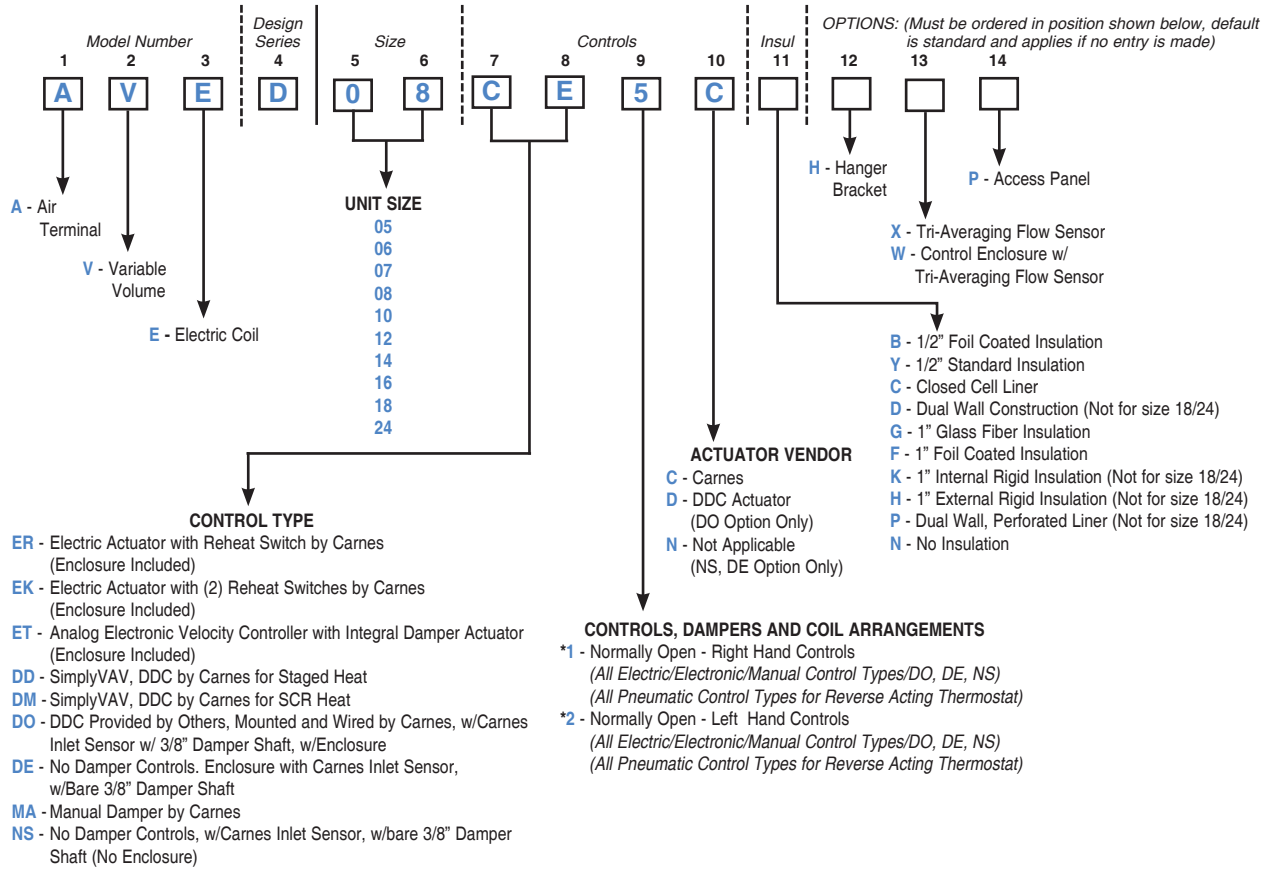 Model Number
Design
Series
Size
Controls
Insul
OPTIONS: (Must be ordered in position shown below, default
is standard and applies if no entry is made)
1 2 3 4 5 6 7 8 9 10 11 12 13 14
A V E D 0 8 C E 5 C
A - Air
Terminal
V - Variable
Volume
E - Electric Coil
UNIT SIZE
05
06
07
08
10
12
14
16
18
24
H - Hanger
Bracket
P - Access Panel
X - Tri-Averaging Flow Sensor
W - Control Enclosure w/
Tri-Averaging Flow Sensor
B - 1/2” Foil Coated Insulation
Y - 1/2” Standard Insulation
C - Closed Cell Liner
D - Dual Wall Construction (Not for size 18/24)
G - 1” Glass Fiber Insulation
F - 1” Foil Coated Insulation
K - 1” Internal Rigid Insulation (Not for size 18/24)
H - 1” External Rigid Insulation (Not for size 18/24)
P - Dual Wall, Perforated Liner (Not for size 18/24)
N - No Insulation
ACTUATOR VENDOR
C - Carnes
D - DDC Actuator
(DO Option Only)
N - Not Applicable
(NS, DE Option Only)
CONTROL TYPE
ER - Electric Actuator with Reheat Switch by Carnes
(Enclosure Included)
EK - Electric Actuator with (2) Reheat Switches by Carnes
(Enclosure Included)
ET - Analog Electronic Velocity Controller with Integral Damper Actuator
(Enclosure Included)
DD - SimplyVAV, DDC by Carnes for Staged Heat
DM - SimplyVAV, DDC by Carnes for SCR Heat
DO - DDC Provided by Others, Mounted and Wired by Carnes, w/Carnes
Inlet Sensor w/ 3/8” Damper Shaft, w/Enclosure
DE - No Damper Controls. Enclosure with Carnes Inlet Sensor,
w/Bare 3/8” Damper Shaft
MA - Manual Damper by Carnes
NS - No Damper Controls, w/Carnes Inlet Sensor, w/bare 3/8” Damper
Shaft (No Enclosure)
CONTROLS, DAMPERS AND COIL ARRANGEMENTS
*1 - Normally Open - Right Hand Controls
(All Electric/Electronic/Manual Control Types/DO, DE, NS)
(All Pneumatic Control Types for Reverse Acting Thermostat)
*2 - Normally Open - Left Hand Controls
(All Electric/Electronic/Manual Control Types/DO, DE, NS)
(All Pneumatic Control Types for Reverse Acting Thermostat)